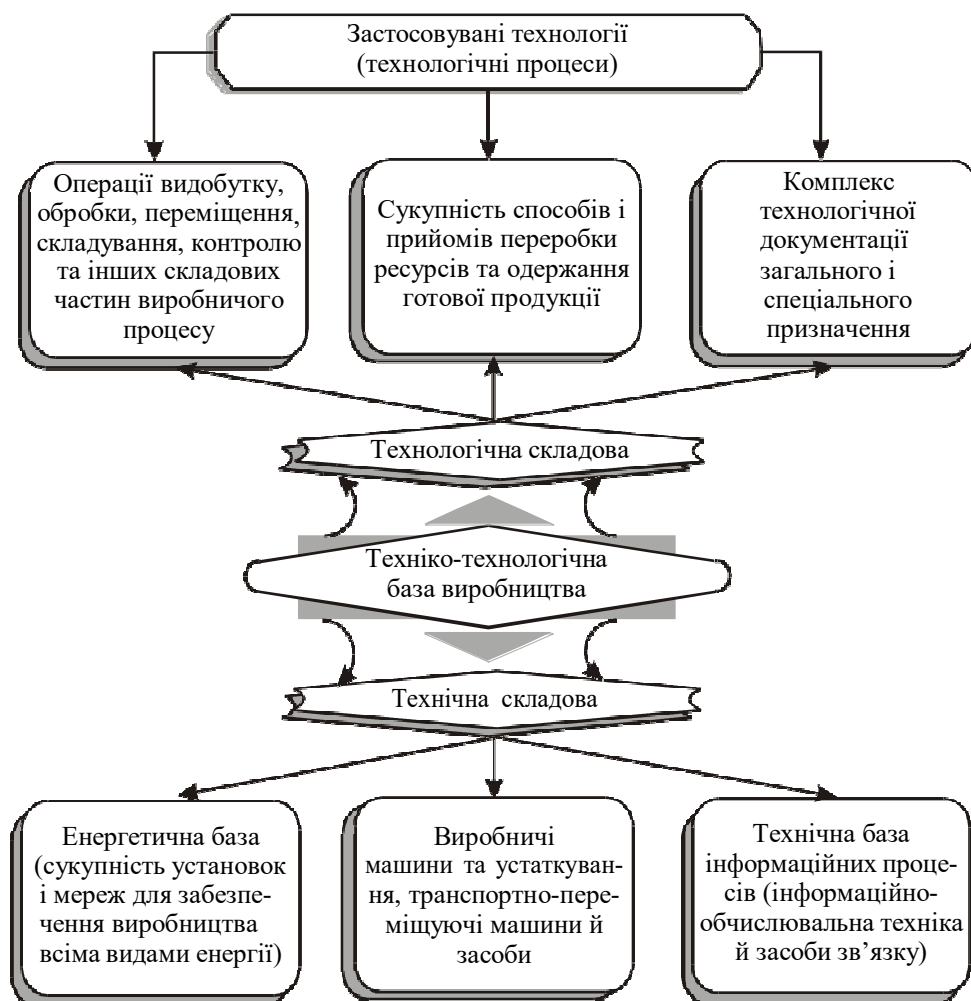 Застосовувані технології
(технологічні процеси)
Операції видобутку,
обробки, переміщення,
складування, контролю
та інших складових
частин виробничого
процесу
Сукупність способів і
прийомів переробки
ресурсів та одержання
готової продукції
Комплекс
технологічної
документації
загального і
спеціального
призначення
Технологічна складова
Техніко-технологічна
база виробництва
Технічна складова
Енергетична база
(сукупність установок
і мереж для забезпе-
чення виробництва
всіма видами енергії)
Виробничі
машини та устаткуван-
ня, транспортно-пере-
міщуючі машини й
засоби
Технічна база
інформаційних проце-
сів (інформаційно-
обчислювальна техніка
й засоби зв’язку)